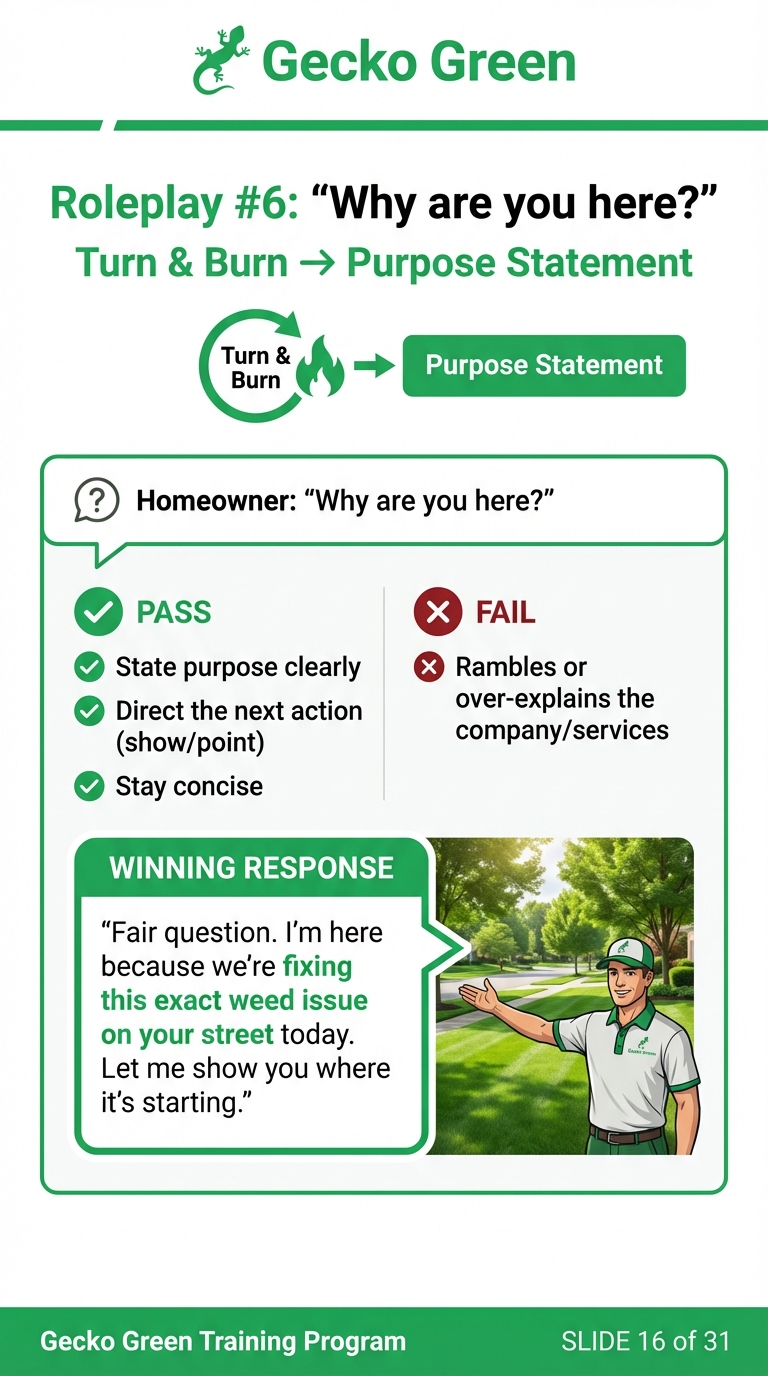 Gecko Green
Roleplay #6: “Why are you here?”
Turn & Burn → Purpose Statement
Turn &
Burn
Purpose Statement
?
Homeowner: “Why are you here?”
PASS
State purpose clearly
Direct the next action
(show/point)
Stay concise
FAIL
Rambles or
over-explains the
company/services
WINNING RESPONSE
“Fair question. I’m here
because we’re fixing
this exact weed issue
on your street today.
Let me show you where
it’s starting.”
Gecko Green Training Program
SLIDE 16 of 31